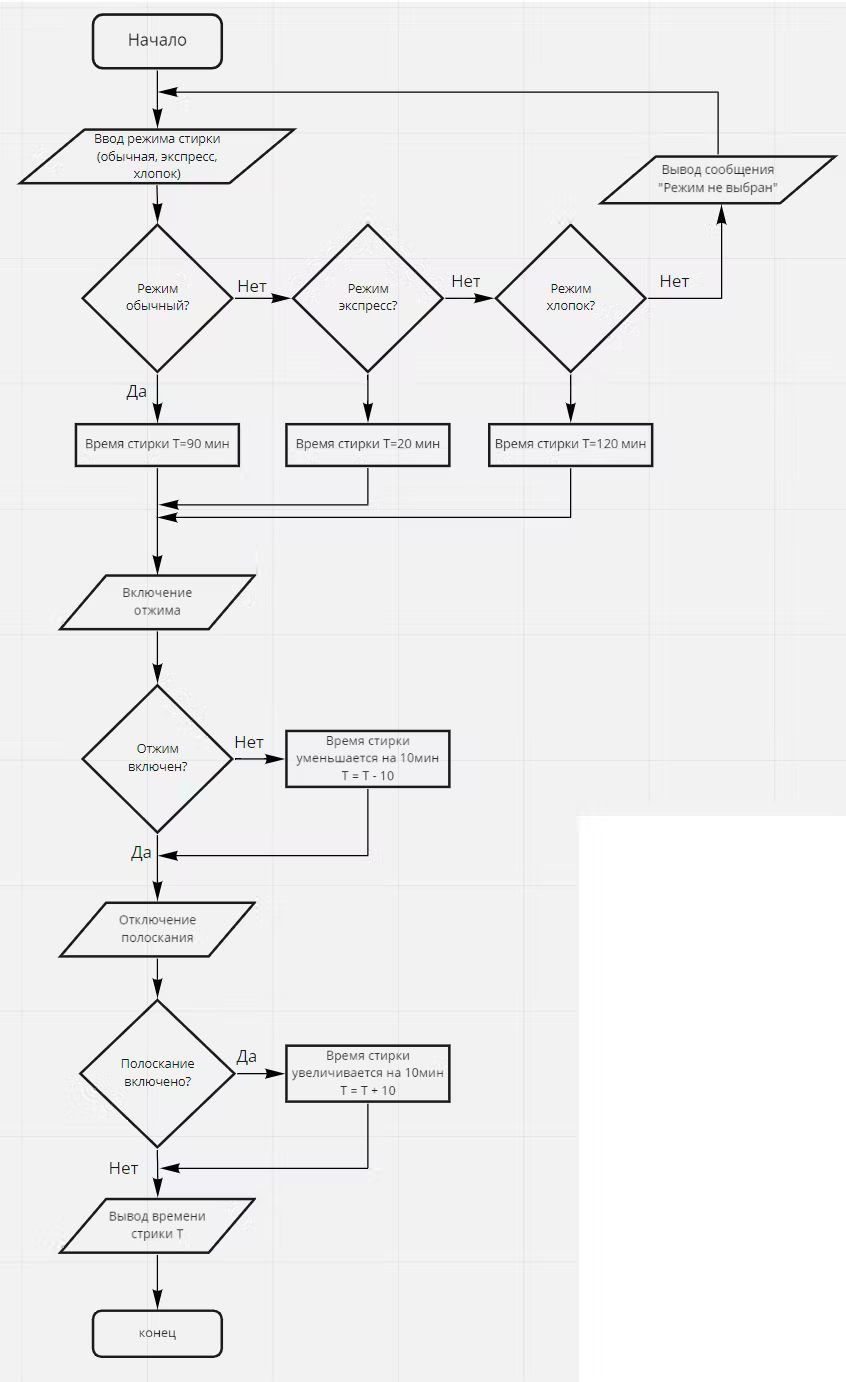 Начало
Ввод режима стирки
(обычная, экспресс,
хлопок)
Вывод сообщения
"Режим не выбран"
Режим
обычный?
Нет
Режим
экспресс?
Нет
Режим
хлопок?
Нет
Да
Время стирки T=90 мин
Время стирки T=20 мин
Время стирки T=120 мин
Включение
отжима
Отжим
включен?
Нет
Время стирки
уменьшается на 10мин
T = T - 10
Да
Отключение
полоскания
Полоскание
включено?
Да
Время стирки
увеличивается на 10мин
T = T + 10
Нет
Вывод времени
стрики T
конец